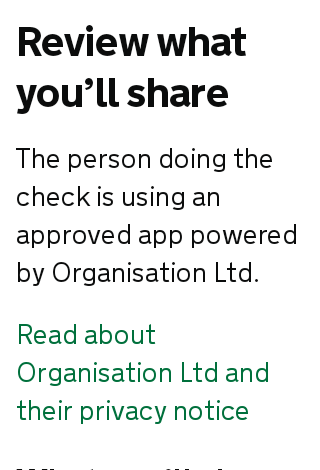 Review what
you’ll share
The person doing the
check is using an
approved app powered
by Organisation Ltd.
Read about
Organisation Ltd and
their privacy notice